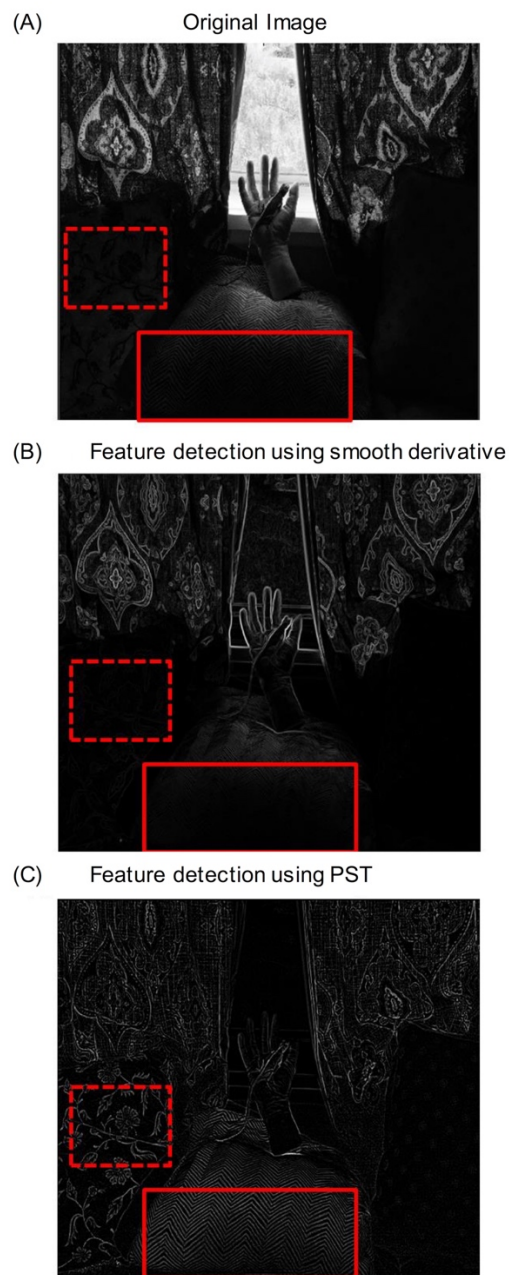 (A) Original Image
(B) Feature detection using smooth derivative
(C) Feature detection using PST